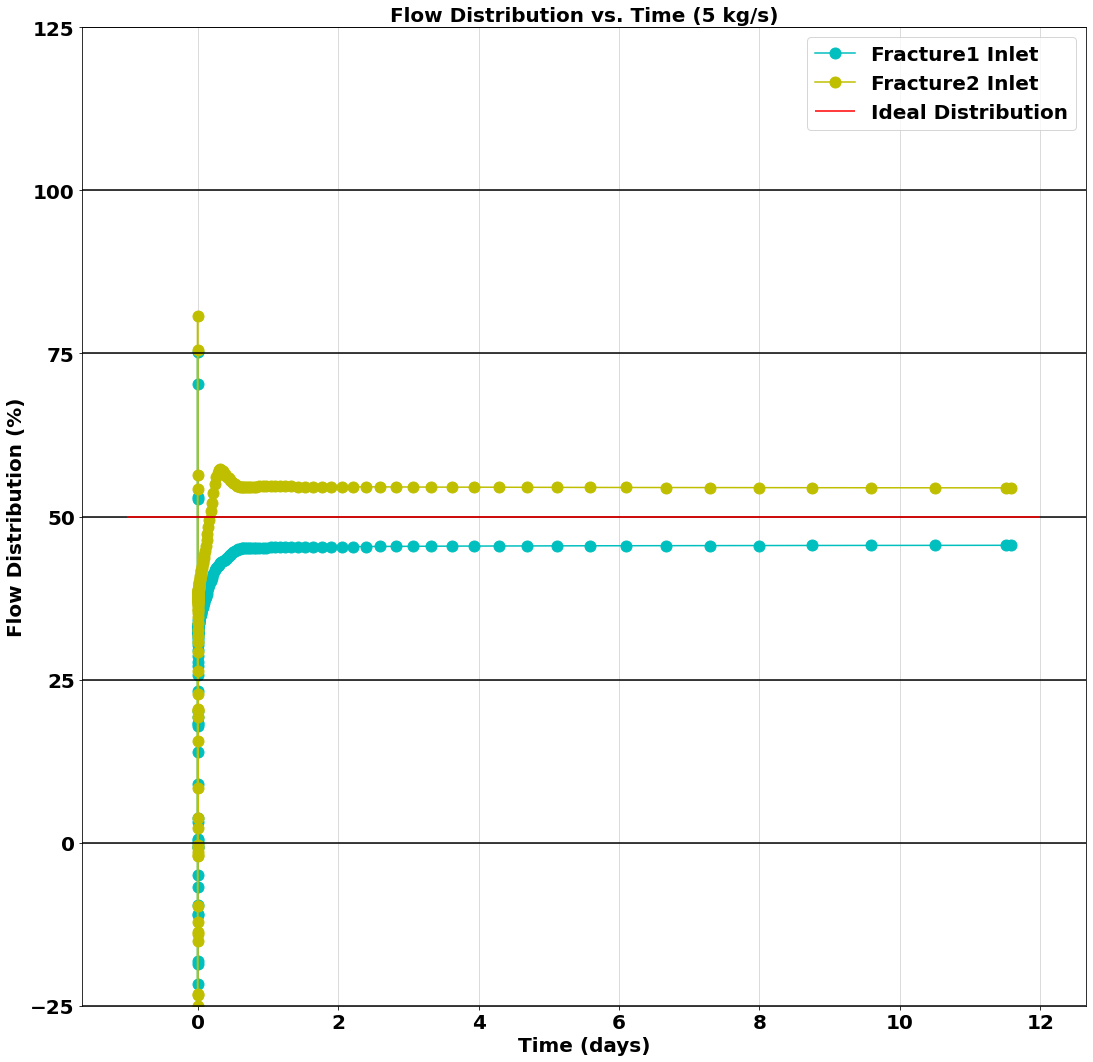 Flow Distribution vs. Time (5 kg/s)
Fracture1 Inlet
Fracture2 Inlet
Ideal Distribution
Flow Distribution (%)
125
100
75
50
25
0
−25
0 2 4 6 8 10 12
Time (days)